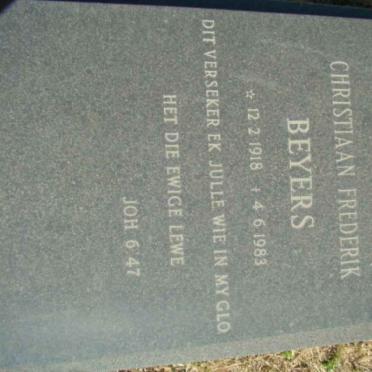 CHRISTIAAN FREDERIK
BEYERS
☆ 12.2.1918 + 4.6.1983
DIT VERSEKER EK JULLE, WIE IN MY GLO
HET DIE EWIGE LEWE
JOH 6:47